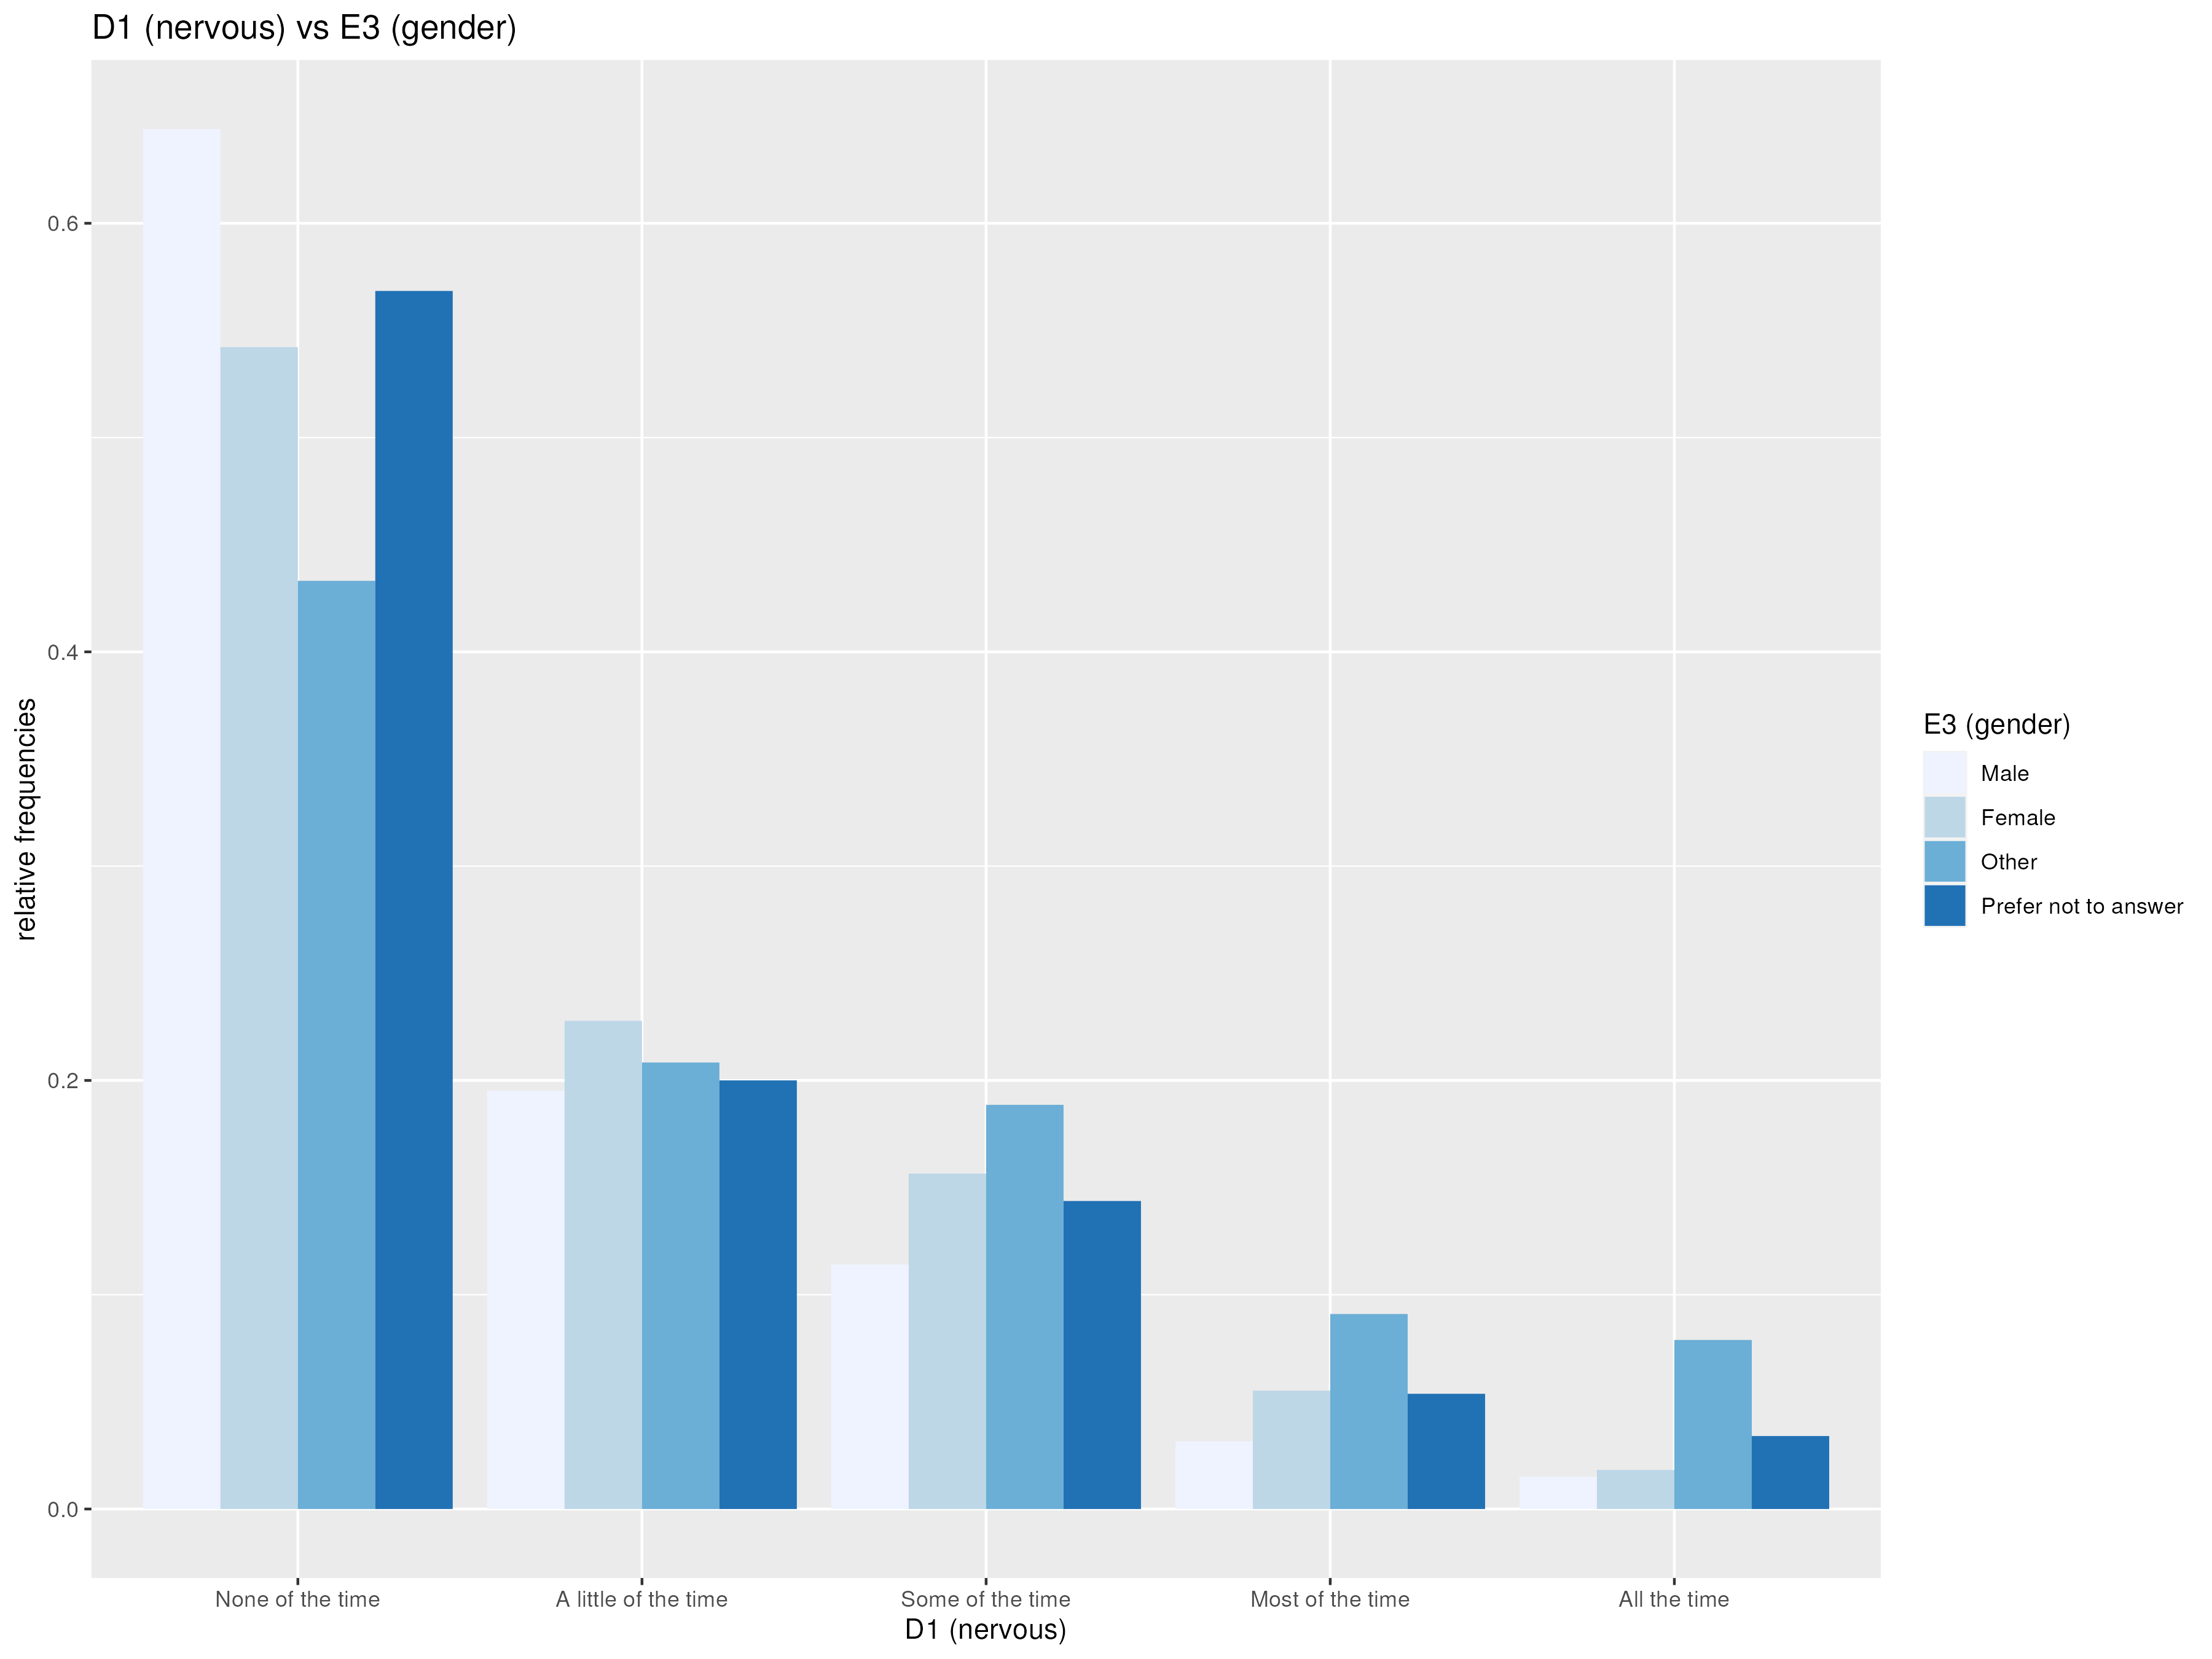 D1 (nervous) vs E3 (gender)
relative frequencies
0.6
0.4
0.2
0.0
None of the time
A little of the time
Some of the time
Most of the time
All the time
D1 (nervous)
E3 (gender)
Male
Female
Other
Prefer not to answer